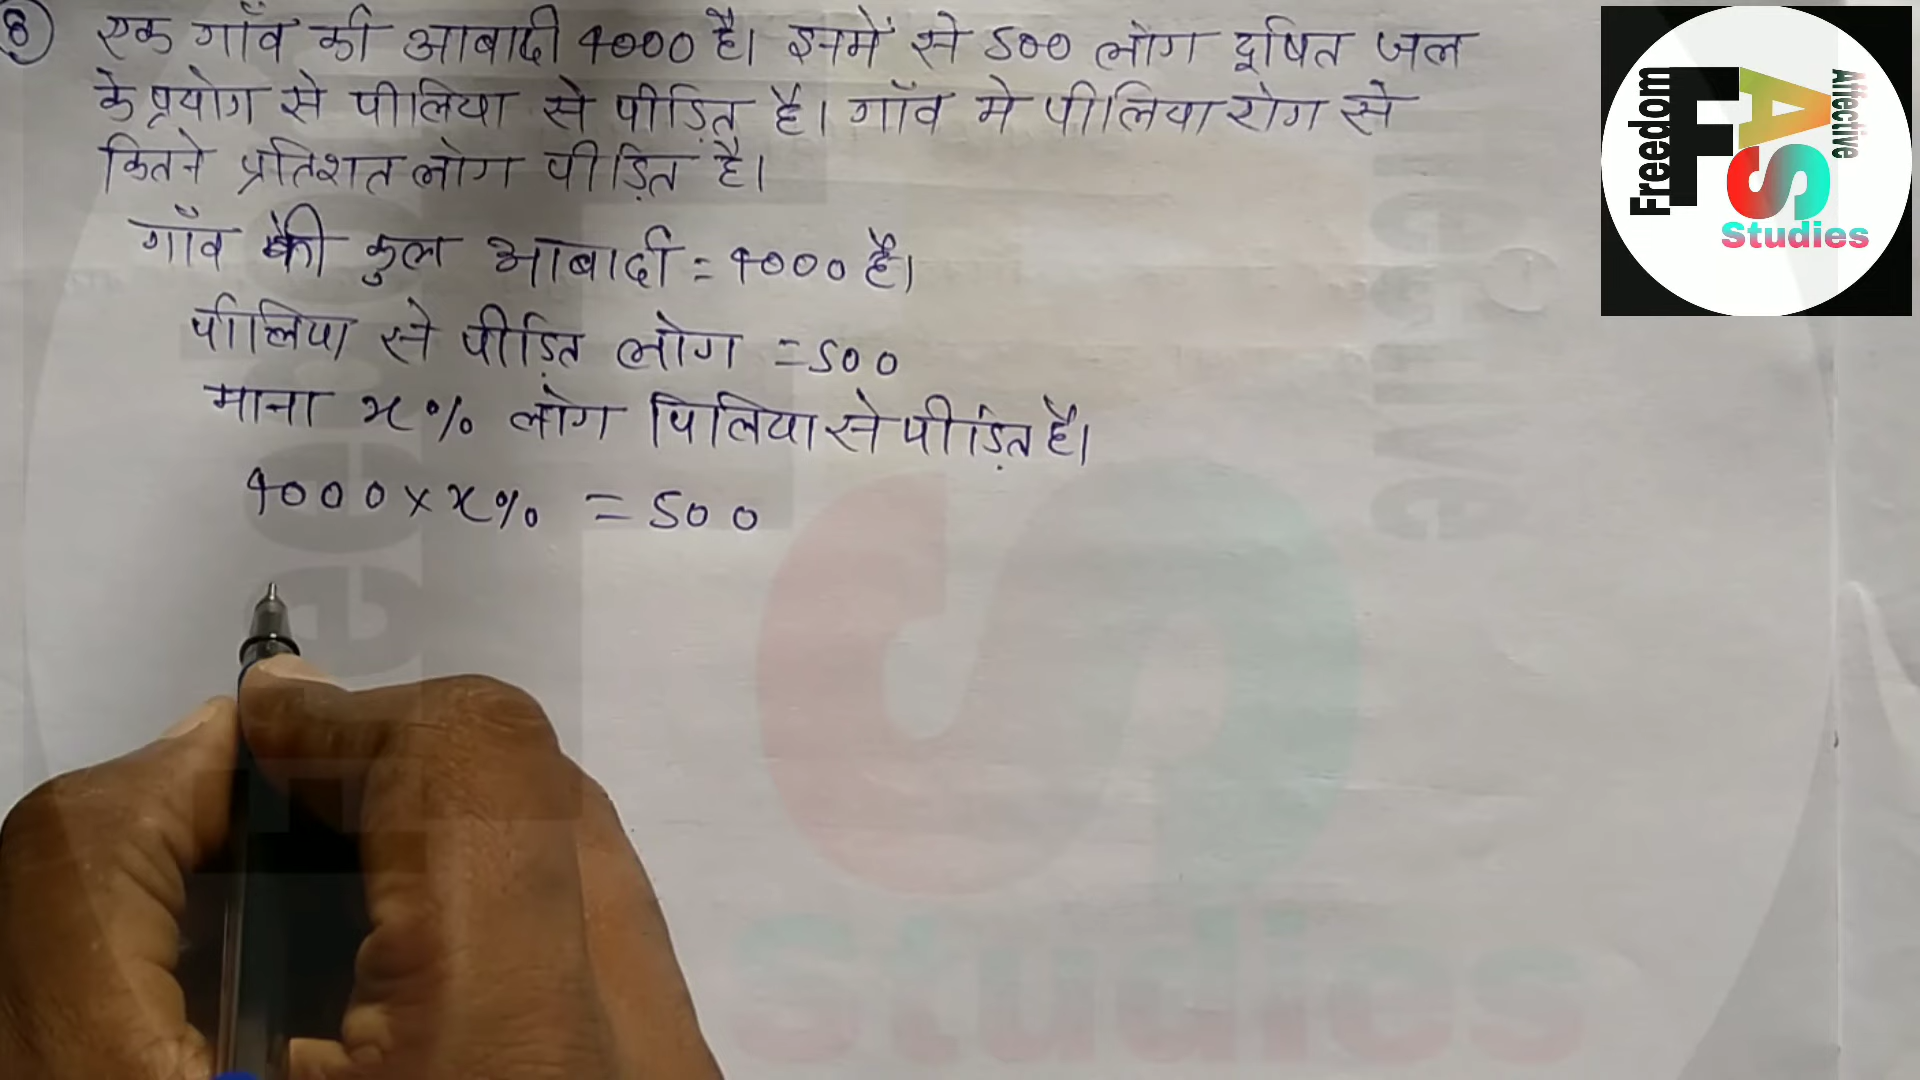 8 एक गाँव की आबादी 4000 है। इनमें से 500 लोग दूषित जल
के प्रयोग से पीलिया से पीड़ित है। गाँव मे पीलिया रोग से
कितने प्रतिशत लोग पीड़ित है।
गाँव की कुल आबादी = 4000 है।
पीलिया से पीड़ित लोग = 500
माना x% लोग पिलिया से पीड़ित है।
4000 × x% = 500
Freedom
FAS
Affective
Studies